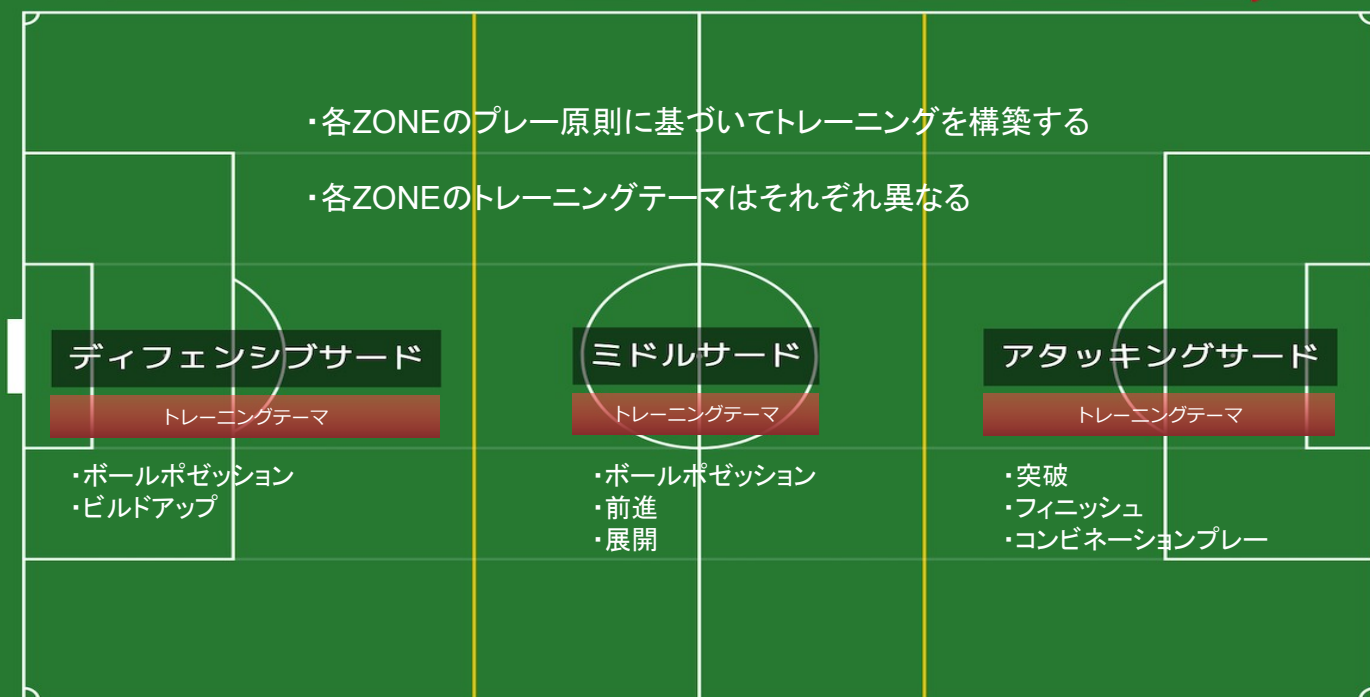 ・各ZONEのプレー原則に基づいてトレーニングを構築する
・各ZONEのトレーニングテーマはそれぞれ異なる
ディフェンシブサード
トレーニングテーマ
・ボールポゼッション
・ビルドアップ
ミドルサード
トレーニングテーマ
・ボールポゼッション
・前進
・展開
アタッキングサード
トレーニングテーマ
・突破
・フィニッシュ
・コンビネーションプレー